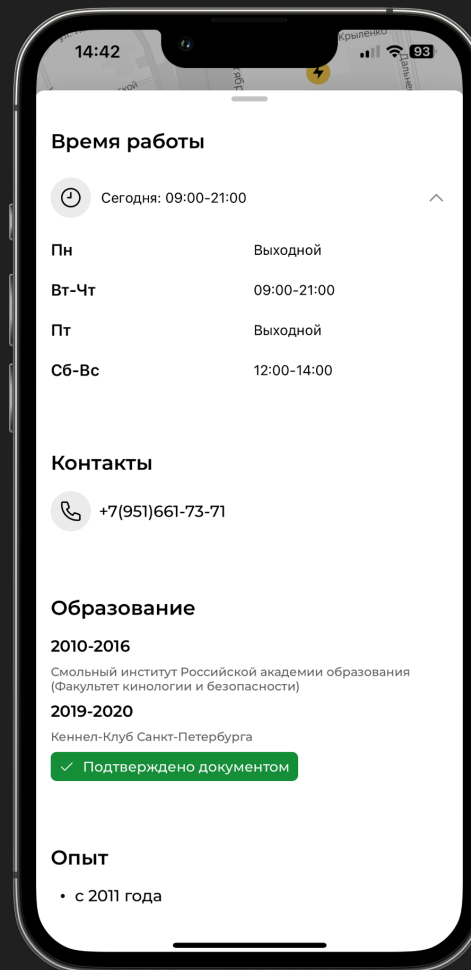 14:42
Крыленко
93
Дальне
Время работы
Сегодня: 09:00-21:00
Пн Выходной
Вт-Чт 09:00-21:00
Пт Выходной
Сб-Вс 12:00-14:00
Контакты
+7(951)661-73-71
Образование
2010-2016
Смольный институт Российской академии образования
(Факультет кинологии и безопасности)
2019-2020
Кеннел-Клуб Санкт-Петербурга
Подтверждено документом
Опыт
• с 2011 года